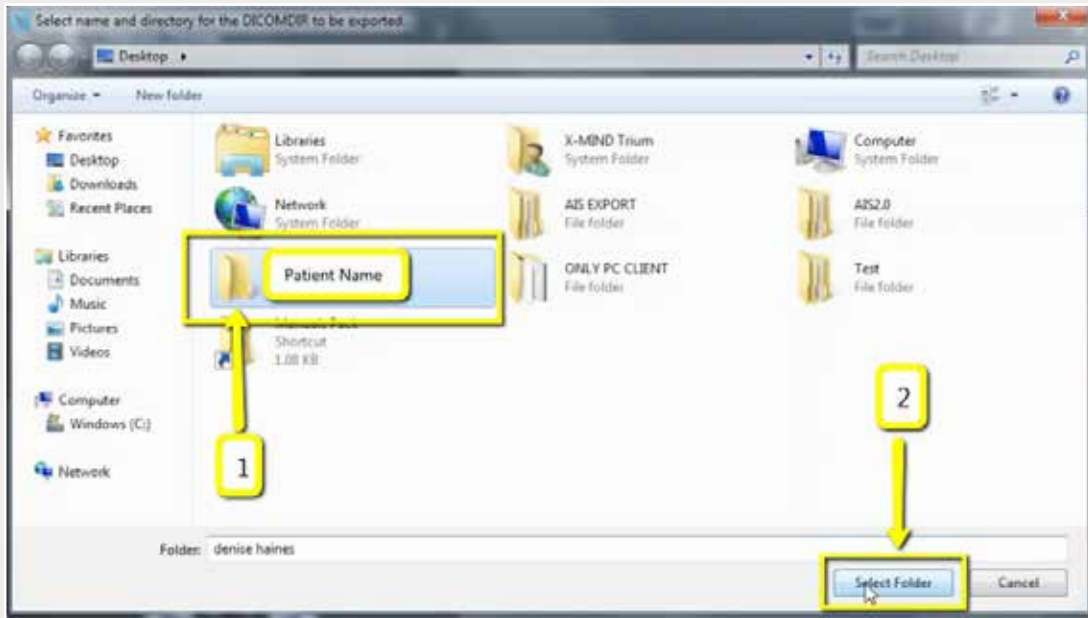 Select name and directory for the DICOMDIR to be exported.
Desktop
Search Desktop
Organize
New folder
Favorites
Desktop
Downloads
Recent Places
Libraries
Documents
Music
Pictures
Videos
Computer
Windows (C:)
Network
Libraries
System Folder
X-MIND Trium
System Folder
Computer
System Folder
Network
System Folder
AIS EXPORT
File folder
AIS2.0
File folder
Patient Name
ONLY PC CLIENT
File folder
Test
File folder
Shortcut
1.08 KB
1
2
Folder: denise haines
Select Folder
Cancel